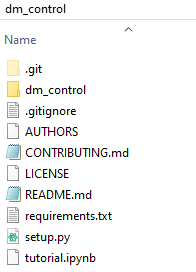 dm_control
Name
.git
dm_control
.gitignore
AUTHORS
CONTRIBUTING.md
LICENSE
README.md
requirements.txt
setup.py
tutorial.ipynb